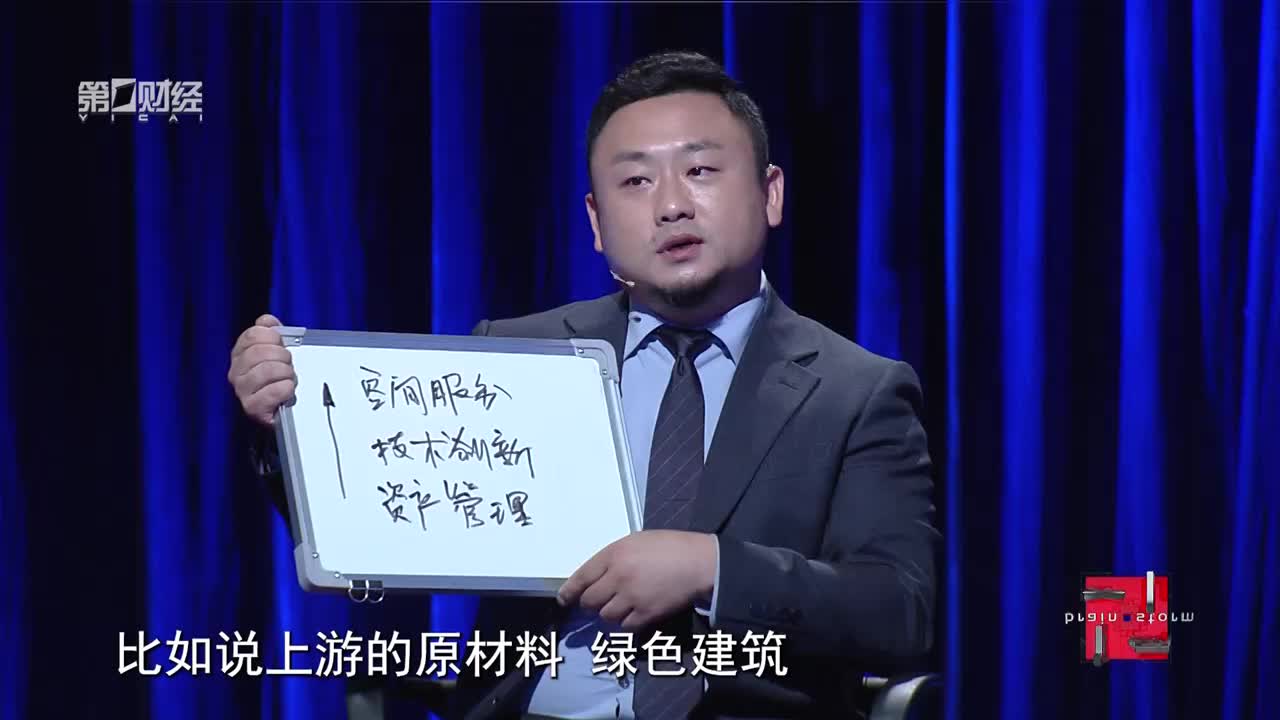 第一财经
YICAI
空间服务
技术创新
资产管理
brain storm
比如说上游的原材料 绿色建筑